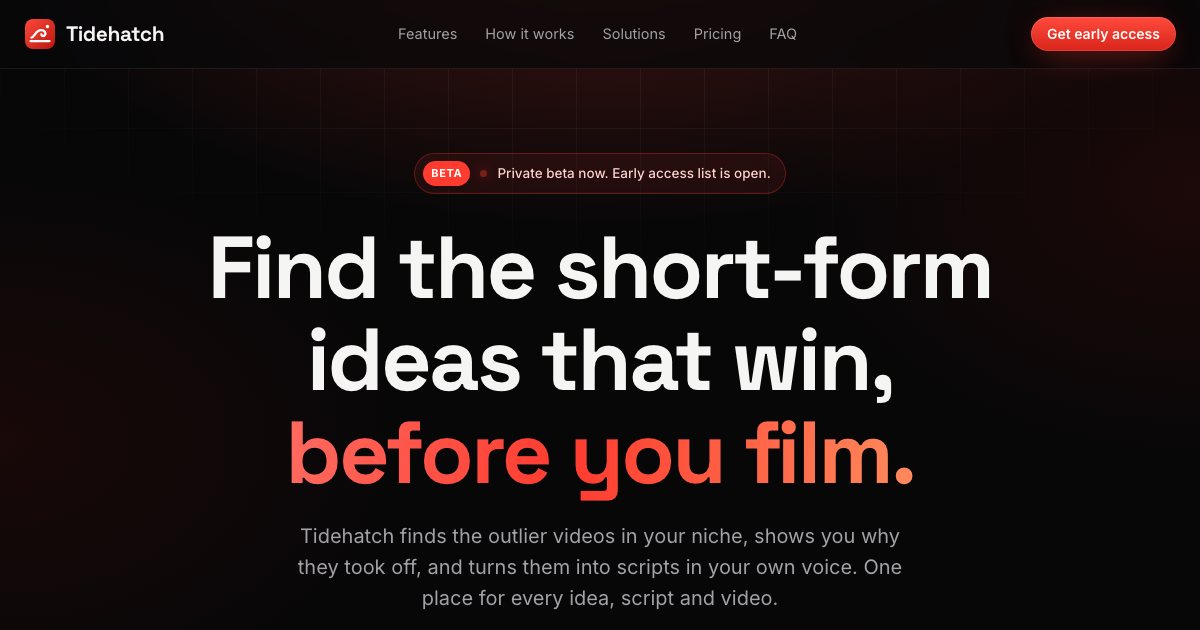 Tidehatch
Features
How it works
Solutions
Pricing
FAQ
Get early access
BETA
Private beta now. Early access list is open.
Find the short-form
ideas that win,
before you film.
Tidehatch finds the outlier videos in your niche, shows you why
they took off, and turns them into scripts in your own voice. One
place for every idea, script and video.